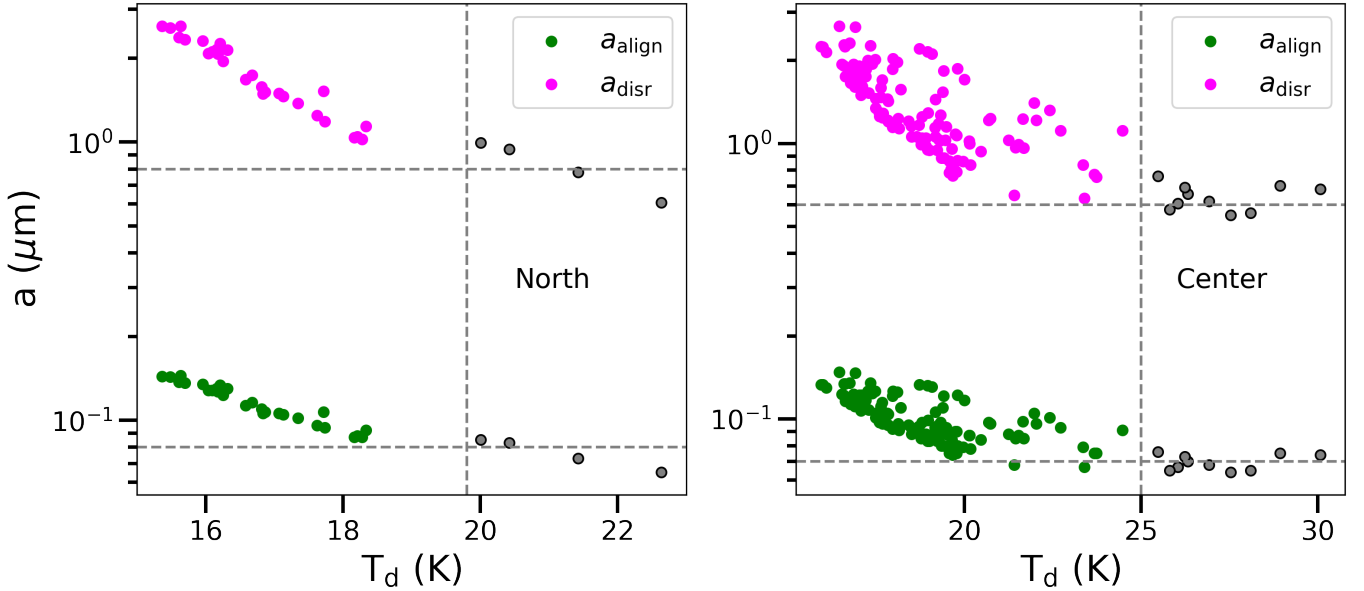 a (μm)
10⁰
10⁻¹
a_align
a_disr
North
16 18 20 22
T_d (K)
10⁰
10⁻¹
a_align
a_disr
Center
20 25 30
T_d (K)